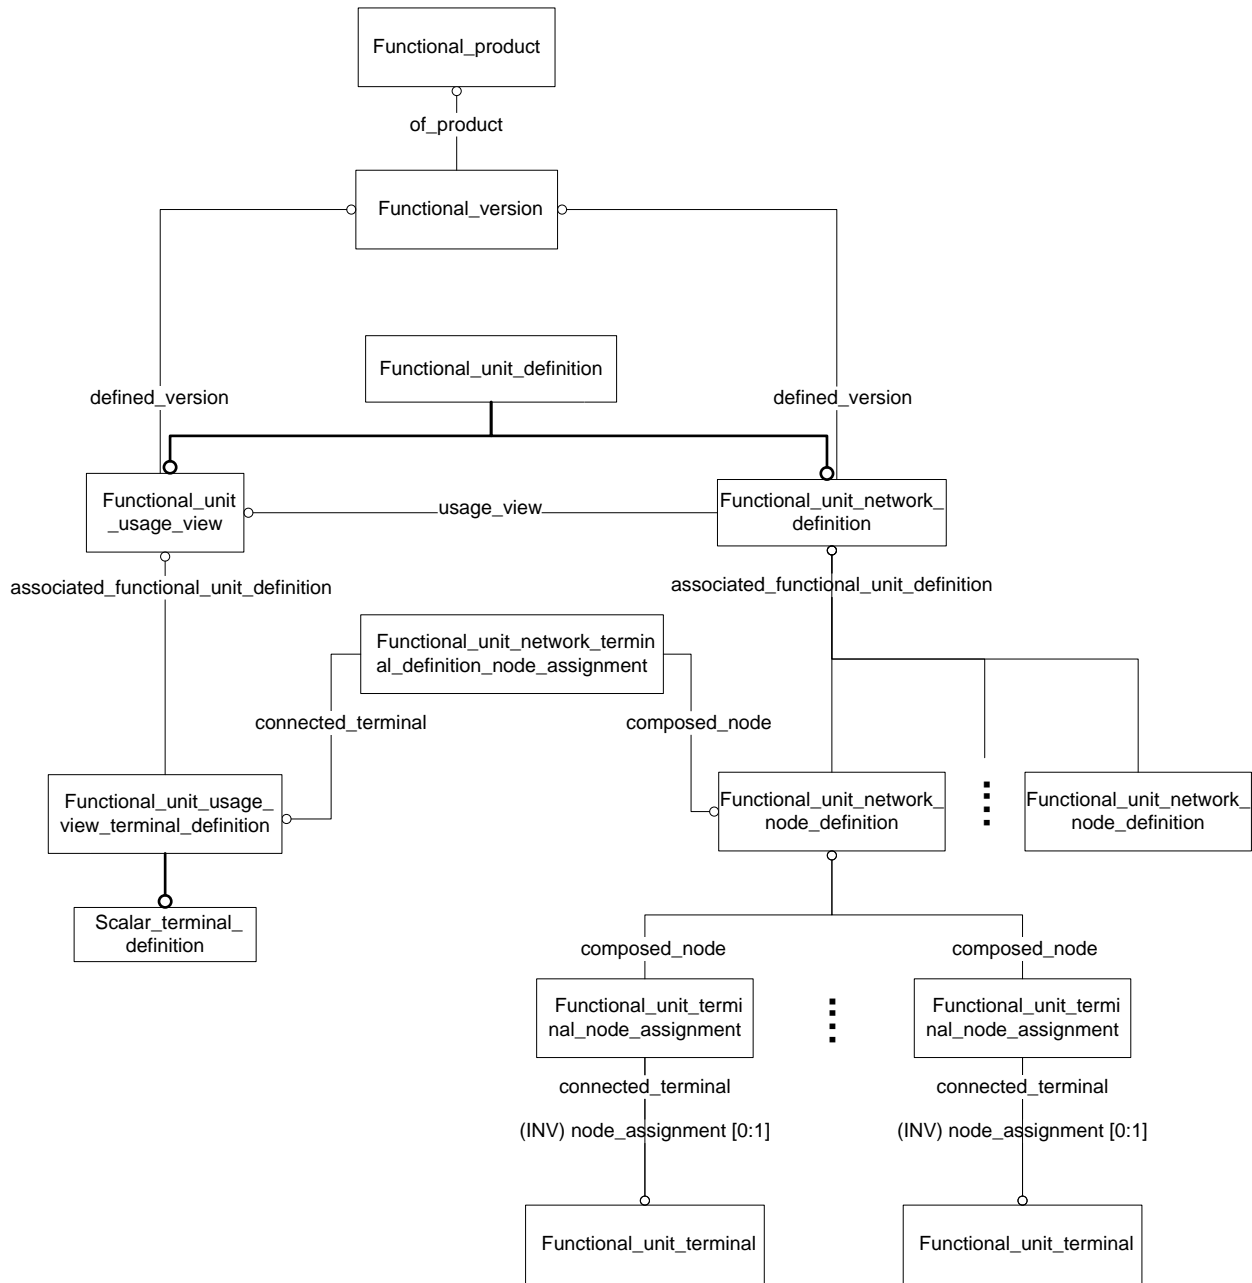 Functional_product
of_product
Functional_version
Functional_unit_definition
defined_version
defined_version
Functional_unit
_usage_view
usage_view
Functional_unit_network_
definition
associated_functional_unit_definition
associated_functional_unit_definition
Functional_unit_network_termin
al_definition_node_assignment
connected_terminal
composed_node
Functional_unit_usage_
view_terminal_definition
Functional_unit_network_
node_definition
Functional_unit_network_
node_definition
Scalar_terminal_
definition
composed_node
composed_node
Functional_unit_termi
nal_node_assignment
Functional_unit_termi
nal_node_assignment
connected_terminal
connected_terminal
(INV) node_assignment [0:1]
(INV) node_assignment [0:1]
Functional_unit_terminal
Functional_unit_terminal